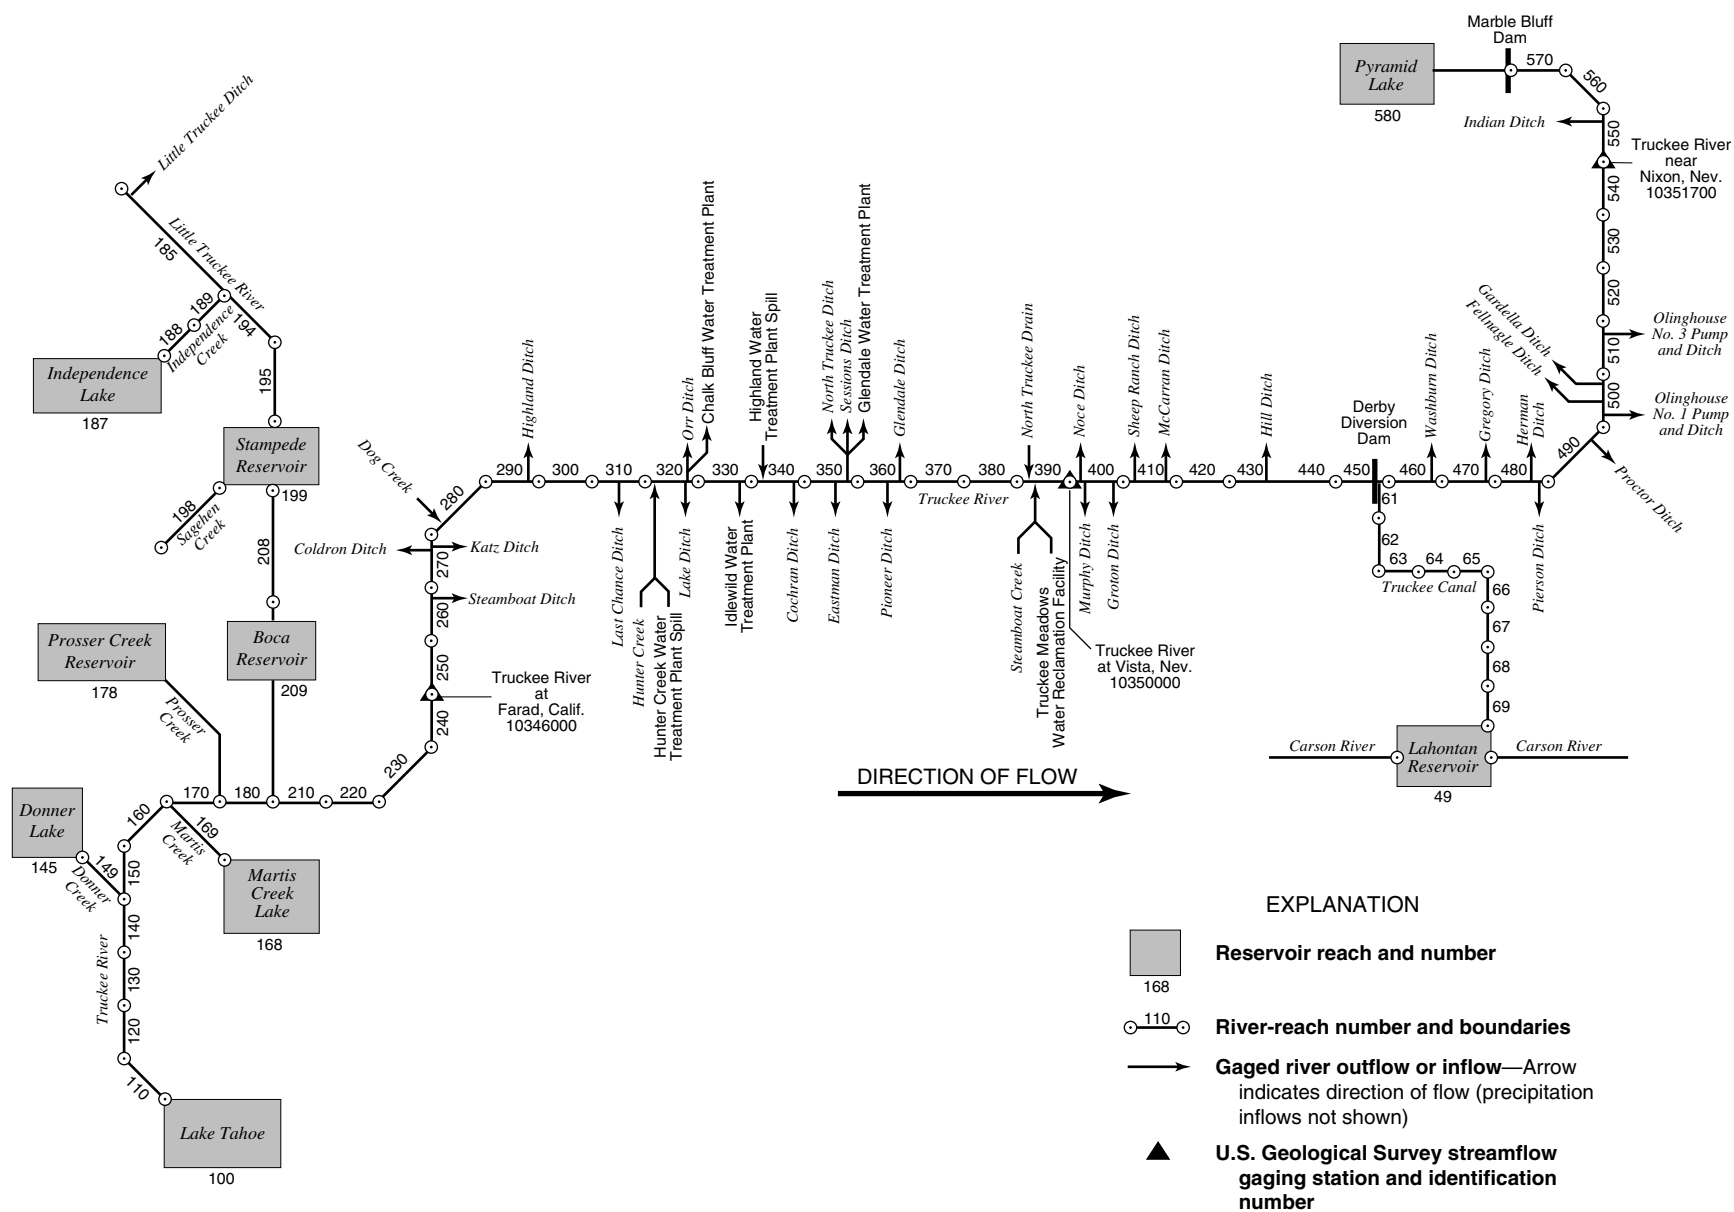 Marble Bluff
Dam
570
Pyramid
Lake
580
560
Indian Ditch
550
Truckee River
near
Nixon, Nev.
10351700
540
530
520
Gardella Ditch
Fellnagle Ditch
Olinghouse
No. 3 Pump
and Ditch
510
500
Olinghouse
No. 1 Pump
and Ditch
490
Proctor Ditch
Little Truckee Ditch
Little Truckee River
185
189
188
194
Independence
Creek
Independence
Lake
187
195
Stampede
Reservoir
199
198
Sagehen
Creek
208
Boca
Reservoir
209
Prosser Creek
Reservoir
178
Prosser
Creek
Donner
Lake
145
149
Donner
Creek
160
170
180
210
220
230
169
Martis
Creek
Martis
Creek
Lake
168
150
140
130
120
110
Truckee River
Lake Tahoe
100
240
250
260
270
280
Truckee River
at
Farad, Calif.
10346000
Steamboat Ditch
Coldron Ditch
Katz Ditch
Dog Creek
Highland Ditch
Orr Ditch
Chalk Bluff Water Treatment Plant
Highland Water
Treatment Plant Spill
North Truckee Ditch
Sessions Ditch
Glendale Water Treatment Plant
Glendale Ditch
North Truckee Drain
Noce Ditch
Sheep Ranch Ditch
McCarran Ditch
Hill Ditch
Derby
Diversion
Dam
Washburn Ditch
Gregory Ditch
Herman
Ditch
290
300
310
320
330
340
350
360
370
380
390
400
410
420
430
440
450
460
470
480
Truckee River
Last Chance Ditch
Hunter Creek
Hunter Creek Water
Treatment Plant Spill
Lake Ditch
Idlewild Water
Treatment Plant
Cochran Ditch
Eastman Ditch
Pioneer Ditch
Steamboat Creek
Truckee Meadows
Water Reclamation Facility
Murphy Ditch
Groton Ditch
Truckee River
at Vista, Nev.
10350000
Pierson Ditch
61
62
63
64
65
Truckee Canal
66
67
68
69
Carson River
Lahontan
Reservoir
Carson River
49
DIRECTION OF FLOW
EXPLANATION
Reservoir reach and number
168
110
River-reach number and boundaries
Gaged river outflow or inflow—Arrow
indicates direction of flow (precipitation
inflows not shown)
U.S. Geological Survey streamflow
gaging station and identification
number